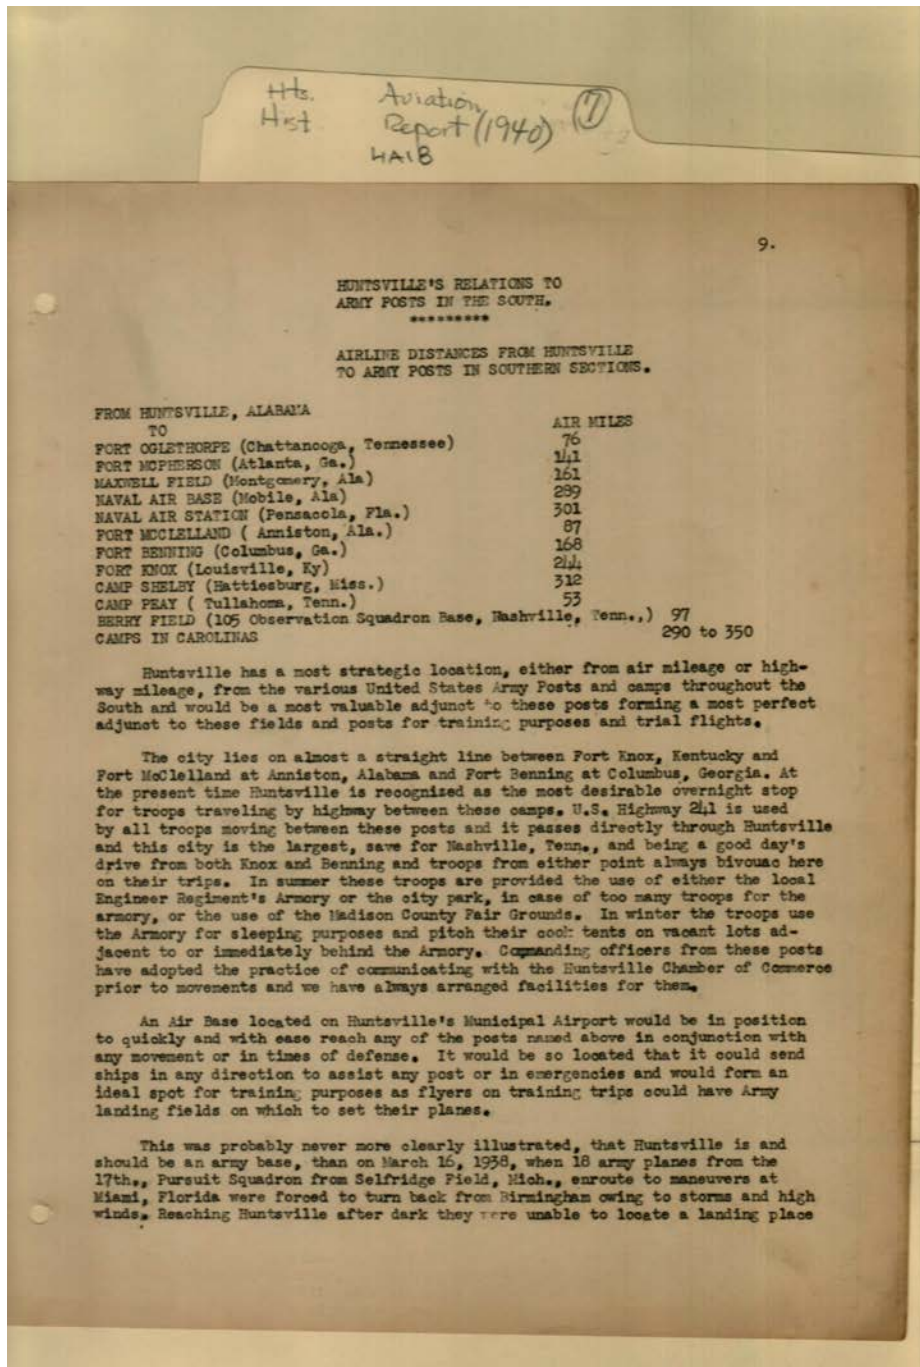 Hts. Aviation
Hist Report (1940) 7
HAIB
9.
HUNTSVILLE'S RELATIONS TO
ARMY POSTS IN THE SOUTH.
*********
AIRLINE DISTANCES FROM HUNTSVILLE
TO ARMY POSTS IN SOUTHERN SECTIONS.
FROM HUNTSVILLE, ALABAMA
TO AIR MILES
FORT OGLETHORPE (Chattanooga, Tennessee) 76
FORT MCPHERSON (Atlanta, Ga.) 141
MAXWELL FIELD (Montgomery, Ala) 161
NAVAL AIR BASE (Mobile, Ala) 289
NAVAL AIR STATION (Pensacola, Fla.) 301
FORT MCCLELLAND ( Anniston, Ala.) 87
FORT BENNING (Columbus, Ga.) 168
FORT KNOX (Louisville, Ky) 244
CAMP SHELBY (Hattiesburg, Miss.) 312
CAMP PEAY ( Tullahoma, Tenn.) 53
BERRY FIELD (105 Observation Squadron Base, Nashville, Tenn.,) 97
CAMPS IN CAROLINAS 290 to 350
Huntsville has a most strategic location, either from air mileage or high-
way mileage, from the various United States Army Posts and camps throughout the
South and would be a most valuable adjunct to these posts forming a most perfect
adjunct to these fields and posts for training purposes and trial flights.
The city lies on almost a straight line between Fort Knox, Kentucky and
Fort McClelland at Anniston, Alabama and Fort Benning at Columbus, Georgia. At
the present time Huntsville is recognized as the most desirable overnight stop
for troops traveling by highway between these camps. U.S. Highway 241 is used
by all troops moving between these posts and it passes directly through Huntsville
and this city is the largest, save for Nashville, Tenn., and being a good day's
drive from both Knox and Benning and troops from either point always bivouac here
on their trips. In summer these troops are provided the use of either the local
Engineer Regiment's Armory or the city park, in case of too many troops for the
armory, or the use of the Madison County Fair Grounds. In winter the troops use
the Armory for sleeping purposes and pitch their cook tents on vacant lots ad-
jacent to or immediately behind the Armory. Commanding officers from these posts
have adopted the practice of communicating with the Huntsville Chamber of Commerce
prior to movements and we have always arranged facilities for them.
An Air Base located on Huntsville's Municipal Airport would be in position
to quickly and with ease reach any of the posts named above in conjunction with
any movement or in times of defense. It would be so located that it could send
ships in any direction to assist any post or in emergencies and would form an
ideal spot for training purposes as flyers on training trips could have Army
landing fields on which to set their planes.
This was probably never more clearly illustrated, that Huntsville is and
should be an army base, than on March 16, 1938, when 18 army planes from the
17th., Pursuit Squadron from Selfridge Field, Mich., enroute to maneuvers at
Miami, Florida were forced to turn back from Birmingham owing to storms and high
winds. Reaching Huntsville after dark they were unable to locate a landing place